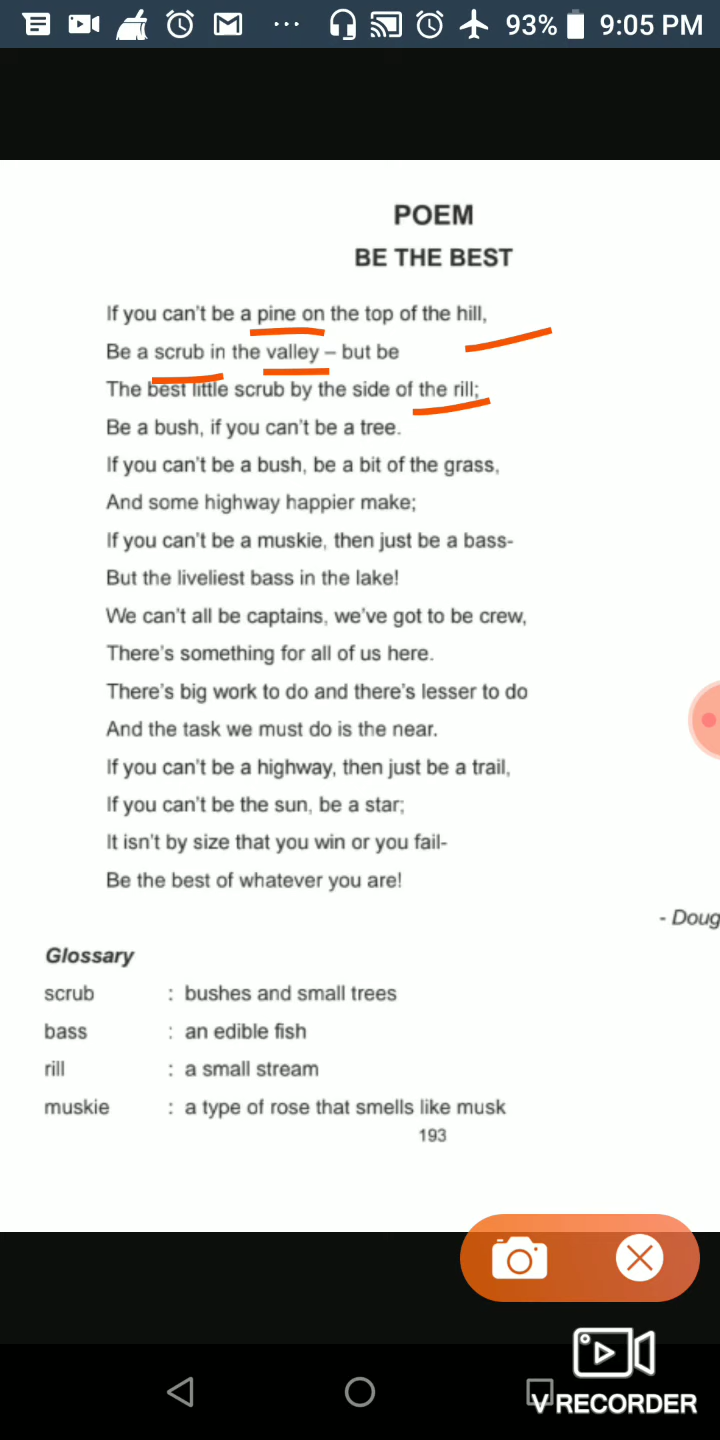 93% 9:05 PM
POEM
BE THE BEST
If you can't be a pine on the top of the hill,
Be a scrub in the valley – but be
The best little scrub by the side of the rill;
Be a bush, if you can't be a tree.
If you can't be a bush, be a bit of the grass,
And some highway happier make;
If you can't be a muskie, then just be a bass-
But the liveliest bass in the lake!
We can't all be captains, we've got to be crew,
There's something for all of us here.
There's big work to do and there's lesser to do
And the task we must do is the near.
If you can't be a highway, then just be a trail,
If you can't be the sun, be a star;
It isn't by size that you win or you fail-
Be the best of whatever you are!
- Doug
Glossary
scrub : bushes and small trees
bass : an edible fish
rill : a small stream
muskie : a type of rose that smells like musk
193
V RECORDER